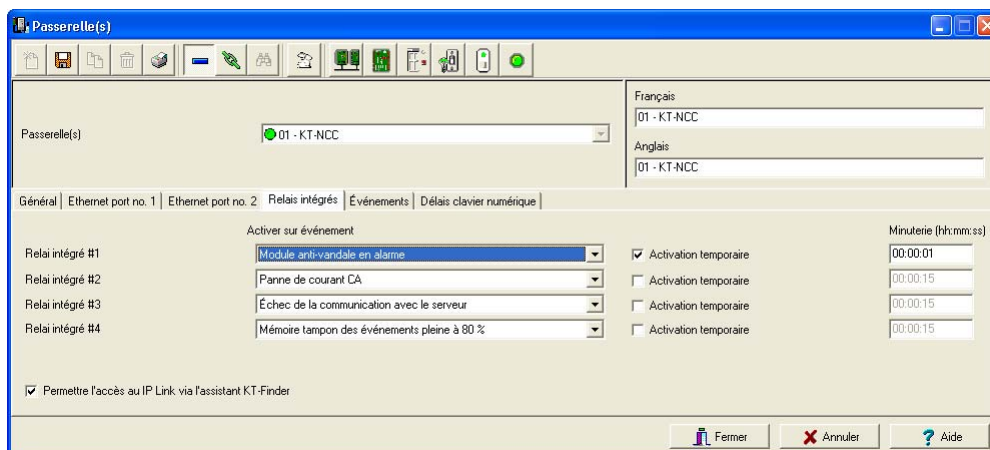 Passerelle(s)
Français
01 - KT-NCC
Passerelle(s) 01 - KT-NCC
Anglais
01 - KT-NCC
Général Ethernet port no. 1 Ethernet port no. 2 Relais intégrés Événements Délais clavier numérique
Activer sur événement Minuterie (hh:mm:ss)
Relai intégré #1 Module anti-vandale en alarme Activation temporaire 00:00:01
Relai intégré #2 Panne de courant CA Activation temporaire 00:00:15
Relai intégré #3 Échec de la communication avec le serveur Activation temporaire 00:00:15
Relai intégré #4 Mémoire tampon des événements pleine à 80 % Activation temporaire 00:00:15
Permettre l'accès au IP Link via l'assistant KT-Finder
Fermer Annuler Aide